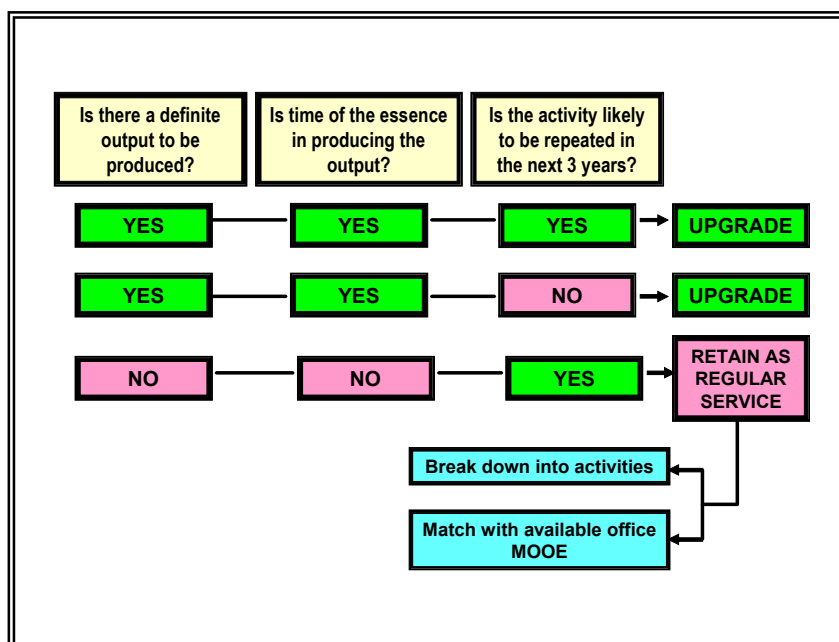 Is there a definite
output to be
produced?
Is time of the essence
in producing the
output?
Is the activity likely
to be repeated in
the next 3 years?
YES
YES
YES
UPGRADE
YES
YES
NO
UPGRADE
NO
NO
YES
RETAIN AS
REGULAR
SERVICE
Break down into activities
Match with available office
MOOE